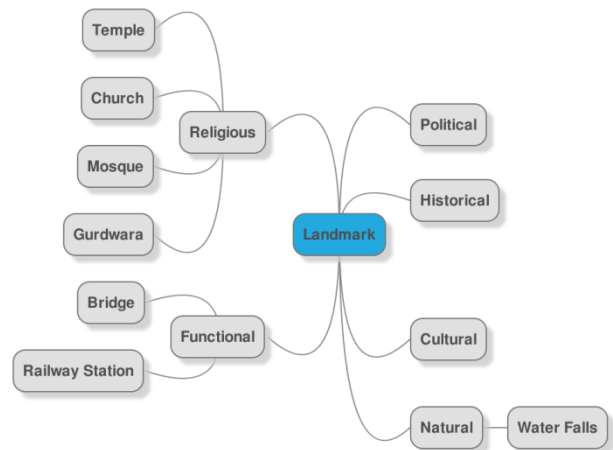 Temple
Church
Religious
Mosque
Gurdwara
Bridge
Functional
Railway Station
Landmark
Political
Historical
Cultural
Natural
Water Falls